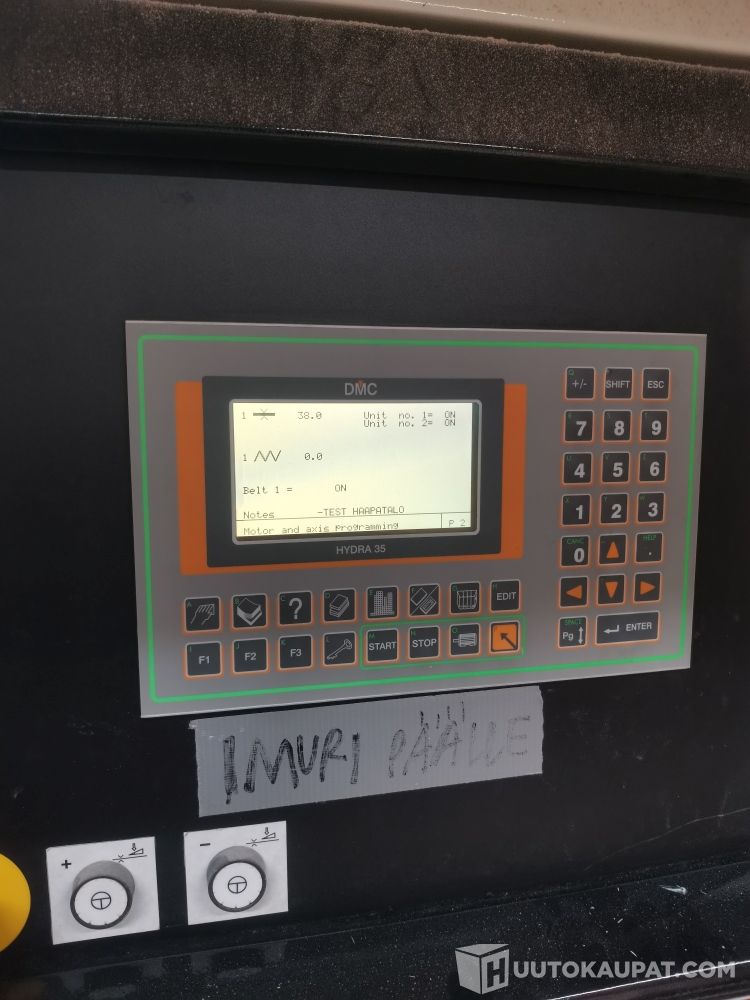 DMC
1 38.0 Unit no. 1= ON
Unit no. 2= ON
1 0.0
Belt 1 = ON
Notes -TEST HAAPATALO
Motor and axis programming P 2
HYDRA 35
+/- SHIFT ESC
7 8 9
4 5 6
1 2 3
CANC 0 HELP .
A B C D E F G H EDIT
I F1 J F2 K F3 L M START N STOP O
SPACE Pg ENTER
IMURI PÄÄLLE
+ -
HUUTOKAUPAT.COM